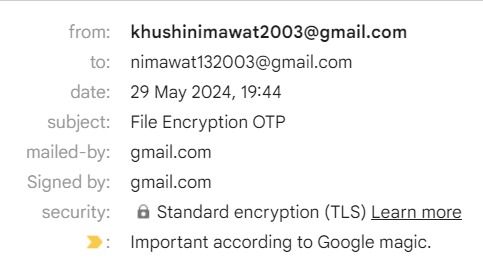 from: khushinimawat2003@gmail.com
to: nimawat132003@gmail.com
date: 29 May 2024, 19:44
subject: File Encryption OTP
mailed-by: gmail.com
Signed by: gmail.com
security: Standard encryption (TLS) Learn more
: Important according to Google magic.